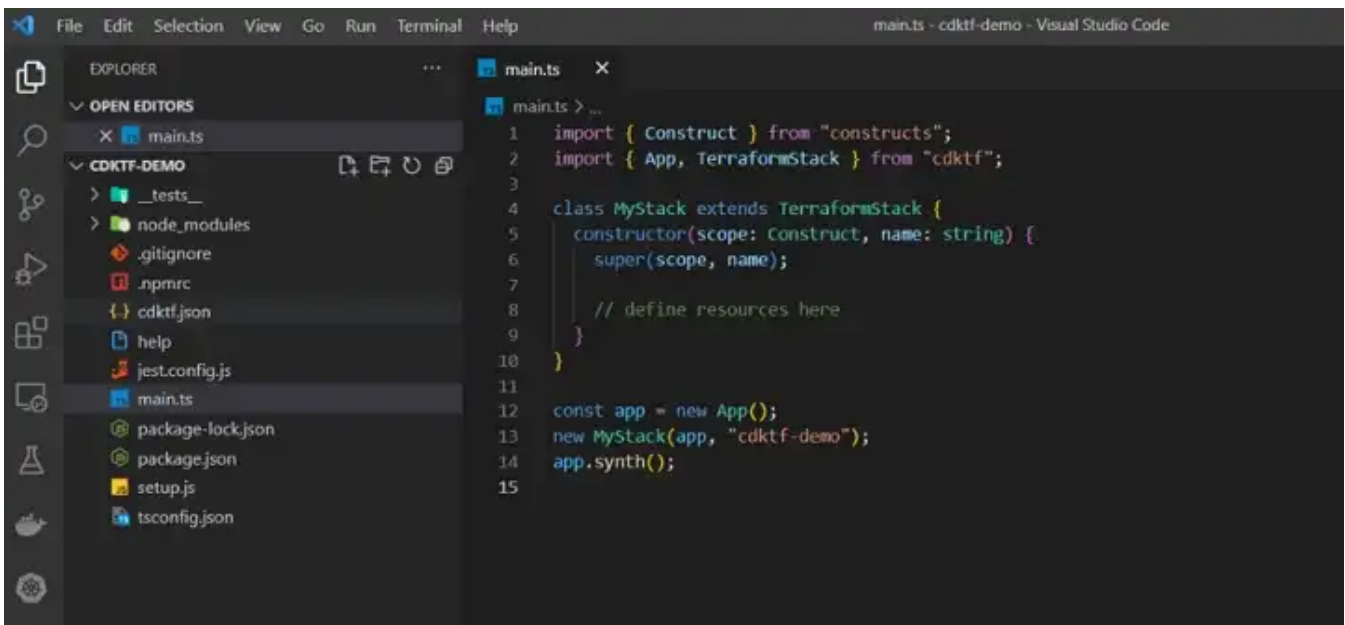 File Edit Selection View Go Run Terminal Help
main.ts - cdktf-demo - Visual Studio Code
EXPLORER
OPEN EDITORS
main.ts
CDKTF-DEMO
__tests__
node_modules
.gitignore
.npmrc
cdktf.json
help
jest.config.js
main.ts
package-lock.json
package.json
setup.js
tsconfig.json
main.ts
main.ts > ...
1 import { Construct } from "constructs";
2 import { App, TerraformStack } from "cdktf";
3
4 class MyStack extends TerraformStack {
5   constructor(scope: Construct, name: string) {
6     super(scope, name);
7
8     // define resources here
9   }
10 }
11
12 const app = new App();
13 new MyStack(app, "cdktf-demo");
14 app.synth();
15